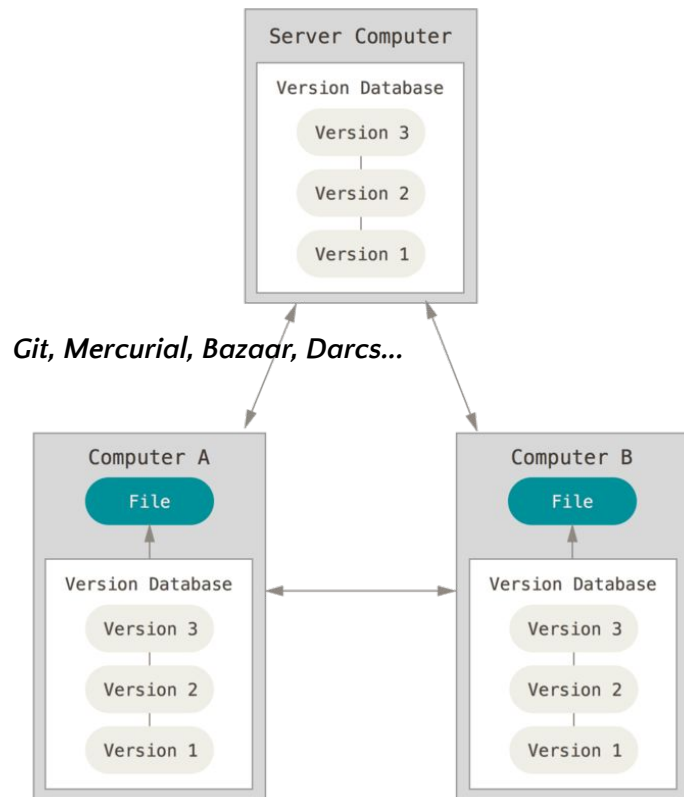 Server Computer
Version Database
Version 3
Version 2
Version 1
Git, Mercurial, Bazaar, Darcs...
Computer A
File
Version Database
Version 3
Version 2
Version 1
Computer B
File
Version Database
Version 3
Version 2
Version 1